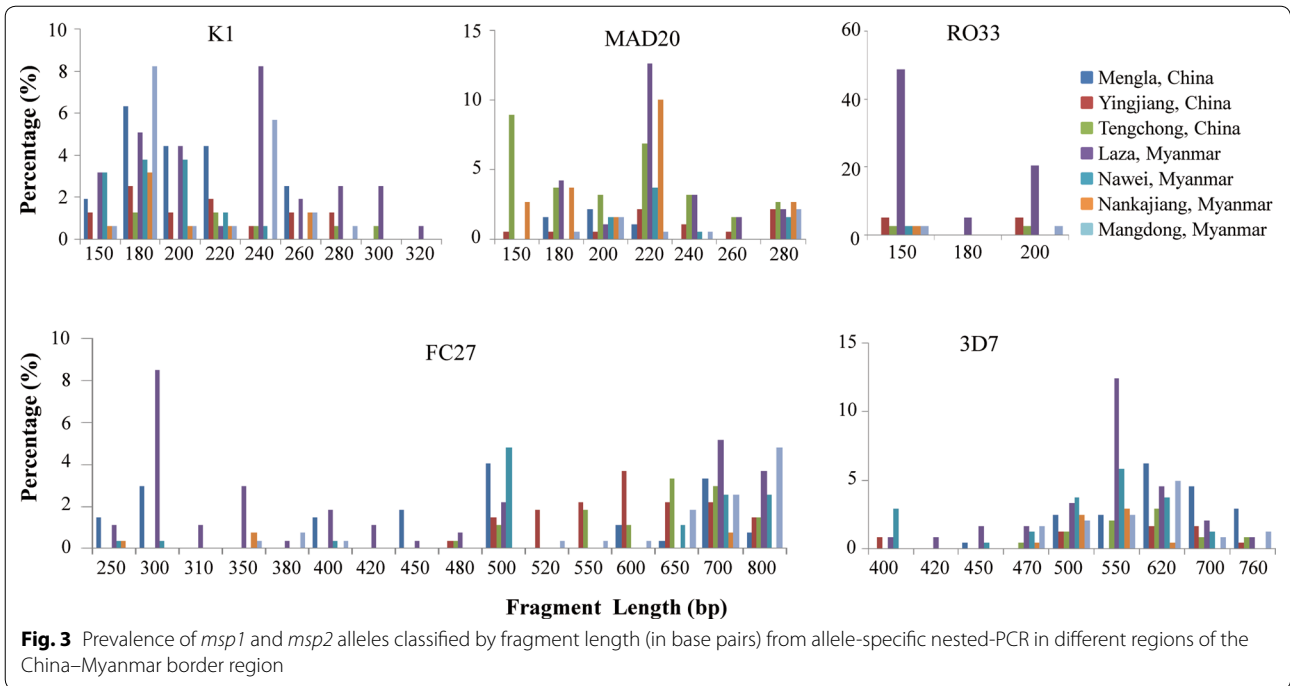 K1
Percentage (%)
10
8
6
4
2
0
150 180 200 220 240 260 280 300 320
MAD20
15
10
5
0
150 180 200 220 240 260 280
RO33
60
40
20
0
150 180 200
Mengla, China
Yingjiang, China
Tengchong, China
Laza, Myanmar
Nawei, Myanmar
Nankajiang, Myanmar
Mangdong, Myanmar
FC27
Percentage (%)
10
8
6
4
2
0
250 300 310 350 380 400 420 450 480 500 520 550 600 650 700 800
3D7
15
10
5
0
400 420 450 470 500 550 620 700 760
Fragment Length (bp)
Fig. 3 Prevalence of msp1 and msp2 alleles classified by fragment length (in base pairs) from allele-specific nested-PCR in different regions of the
China–Myanmar border region